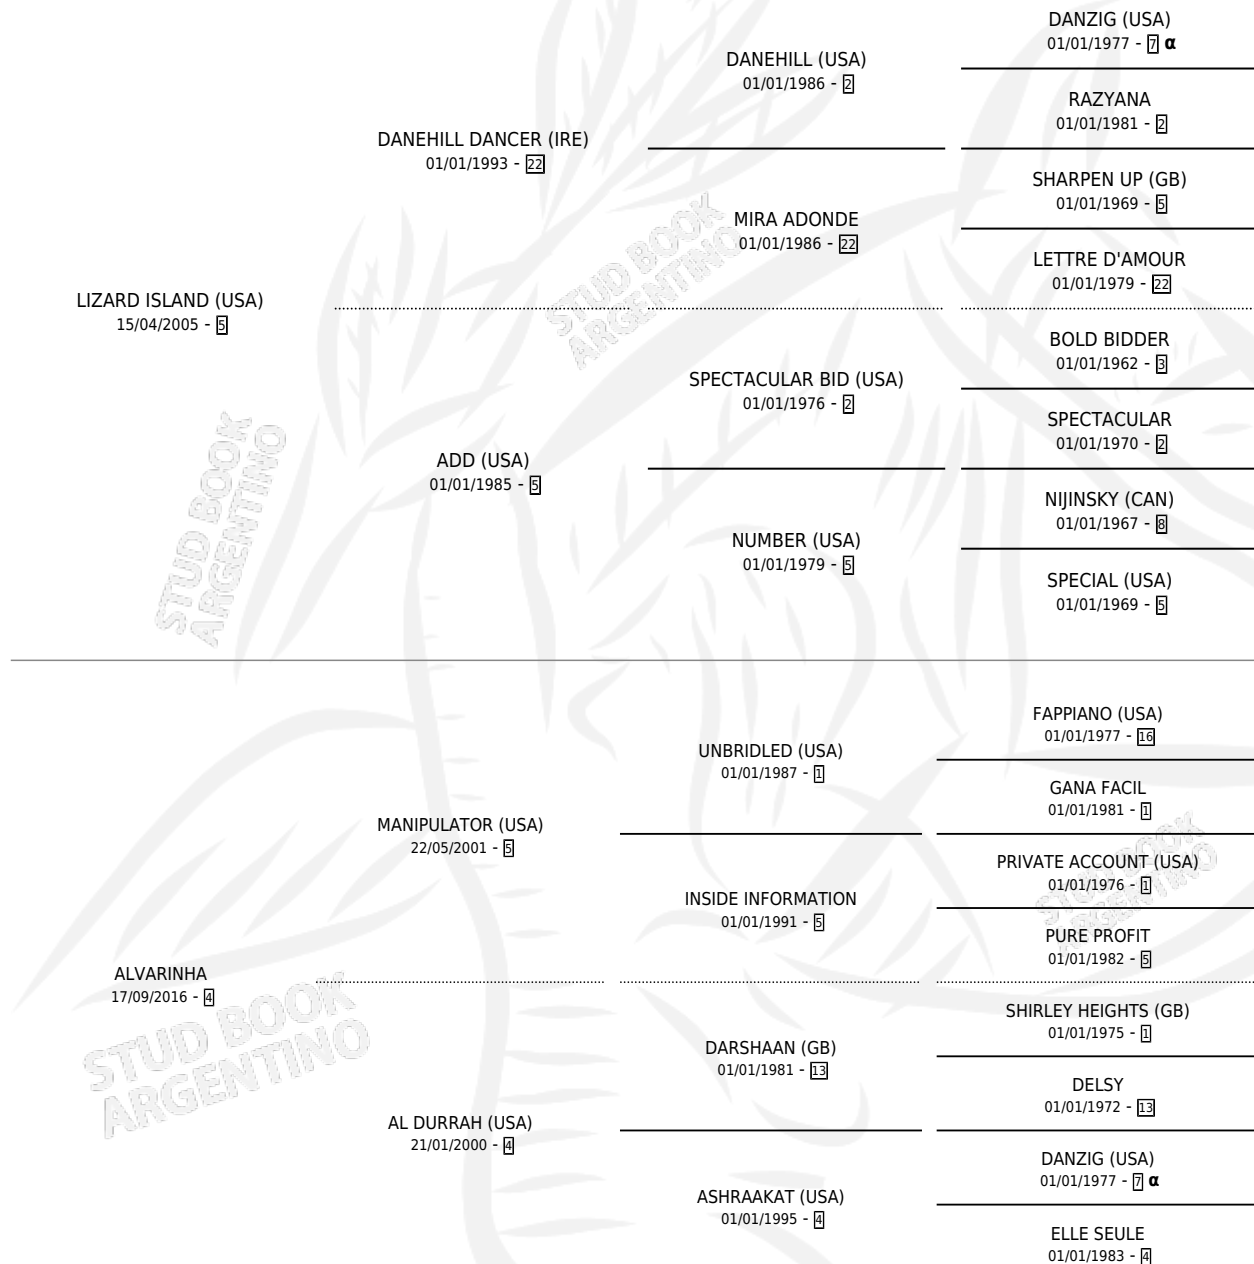 DANZIG (USA)
01/01/1977 - 7 α
DANEHILL (USA)
01/01/1986 - 2
RAZYANA
01/01/1981 - 2
DANEHILL DANCER (IRE)
01/01/1993 - 22
SHARPEN UP (GB)
01/01/1969 - 5
MIRA ADONDE
01/01/1986 - 22
LETTRE D'AMOUR
01/01/1979 - 22
LIZARD ISLAND (USA)
15/04/2005 - 5
BOLD BIDDER
01/01/1962 - 3
SPECTACULAR BID (USA)
01/01/1976 - 2
SPECTACULAR
01/01/1970 - 2
ADD (USA)
01/01/1985 - 5
NIJINSKY (CAN)
01/01/1967 - 8
NUMBER (USA)
01/01/1979 - 5
SPECIAL (USA)
01/01/1969 - 5
FAPPIANO (USA)
01/01/1977 - 16
UNBRIDLED (USA)
01/01/1987 - 1
GANA FACIL
01/01/1981 - 1
MANIPULATOR (USA)
22/05/2001 - 5
PRIVATE ACCOUNT (USA)
01/01/1976 - 1
INSIDE INFORMATION
01/01/1991 - 5
PURE PROFIT
01/01/1982 - 5
ALVARINHA
17/09/2016 - 4
SHIRLEY HEIGHTS (GB)
01/01/1975 - 1
DARSHAAN (GB)
01/01/1981 - 13
DELSY
01/01/1972 - 13
AL DURRAH (USA)
21/01/2000 - 4
DANZIG (USA)
01/01/1977 - 7 α
ASHRAAKAT (USA)
01/01/1995 - 4
ELLE SEULE
01/01/1983 - 4
STUD BOOK
ARGENTINO
STUD BOOK
ARGENTINO
STUD BOOK
ARGENTINO
STUD BOOK
ARGENTINO